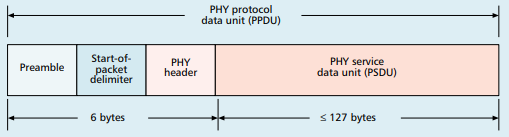 PHY protocol
data unit (PPDU)
Preamble
Start-of-
packet
delimiter
PHY
header
PHY service
data unit (PSDU)
6 bytes
≤ 127 bytes